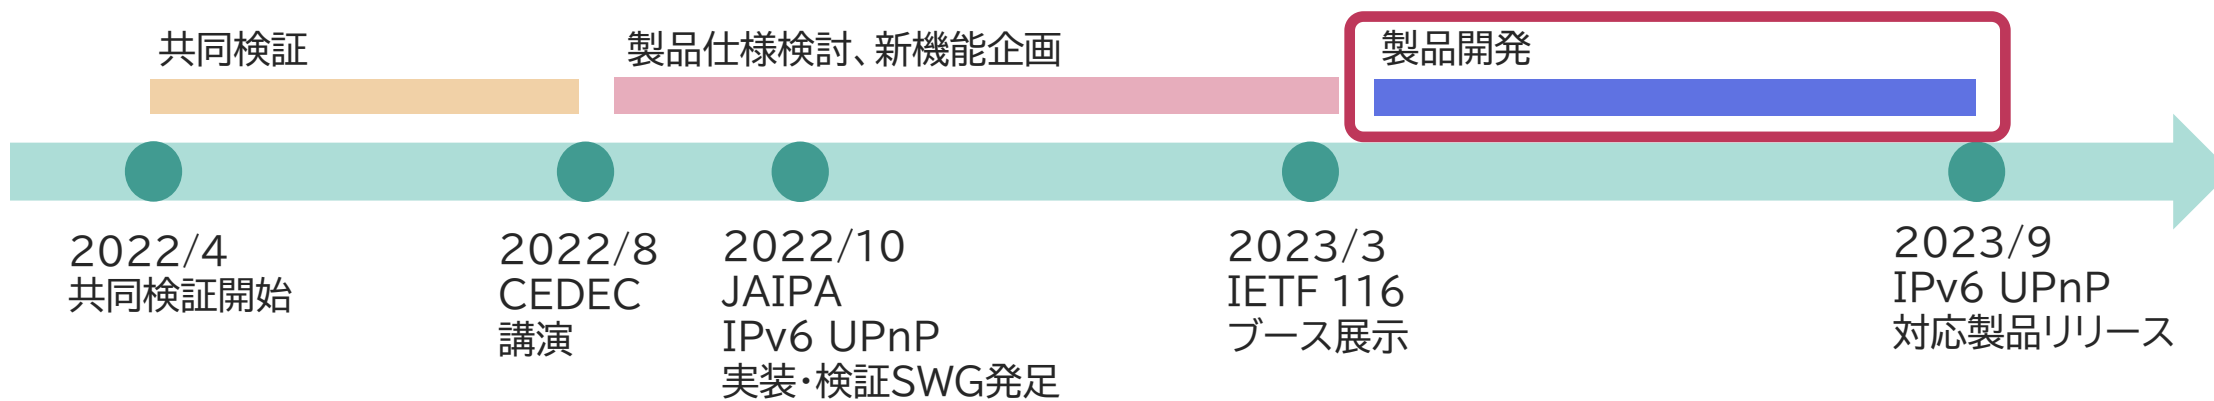 共同検証
製品仕様検討、新機能企画
製品開発
2022/4
共同検証開始
2022/8
CEDEC
講演
2022/10
JAIPA
IPv6 UPnP
実装・検証SWG発足
2023/3
IETF 116
ブース展示
2023/9
IPv6 UPnP
対応製品リリース